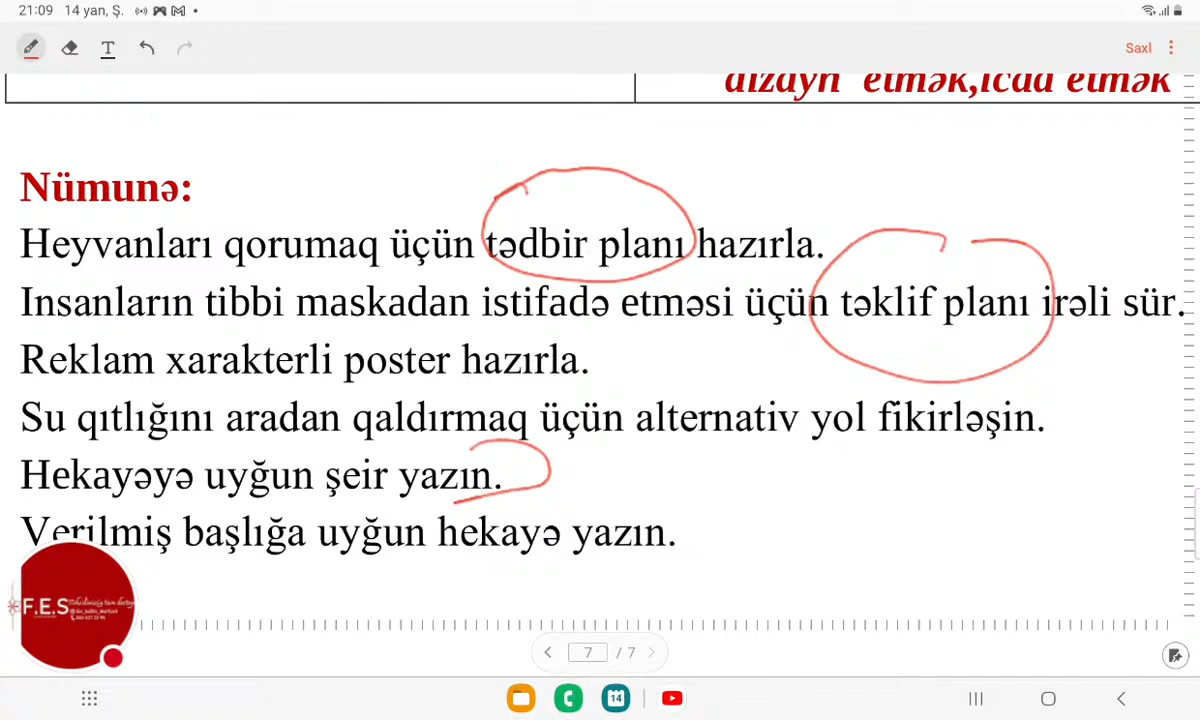 21:09 14 yan, Ş.
Saxl
dizayn etmək,icad etmək
Nümunə:
Heyvanları qorumaq üçün tədbir planı hazırla.
Insanların tibbi maskadan istifadə etməsi üçün təklif planı irəli sür.
Reklam xarakterli poster hazırla.
Su qıtlığını aradan qaldırmaq üçün alternativ yol fikirləşin.
Hekayəyə uyğun şeir yazın.
Verilmiş başlığa uyğun hekayə yazın.
F.E.S
7 / 7
14